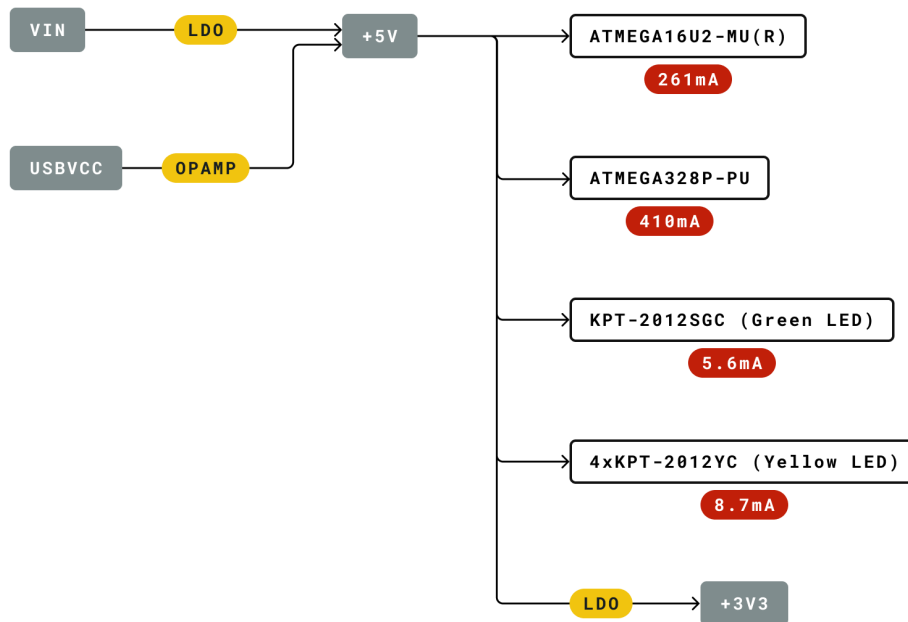 VIN
LDO
+5V
ATMEGA16U2-MU(R)
261mA
USBVCC
OPAMP
ATMEGA328P-PU
410mA
KPT-2012SGC (Green LED)
5.6mA
4xKPT-2012YC (Yellow LED)
8.7mA
LDO
+3V3